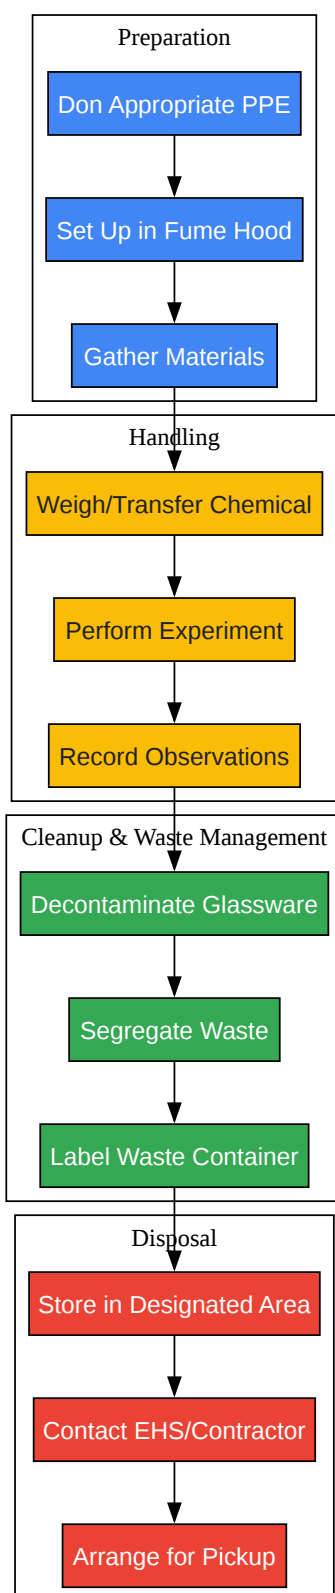 Preparation
Don Appropriate PPE
Set Up in Fume Hood
Gather Materials
Handling
Weigh/Transfer Chemical
Perform Experiment
Record Observations
Cleanup & Waste Management
Decontaminate Glassware
Segregate Waste
Label Waste Container
Disposal
Store in Designated Area
Contact EHS/Contractor
Arrange for Pickup